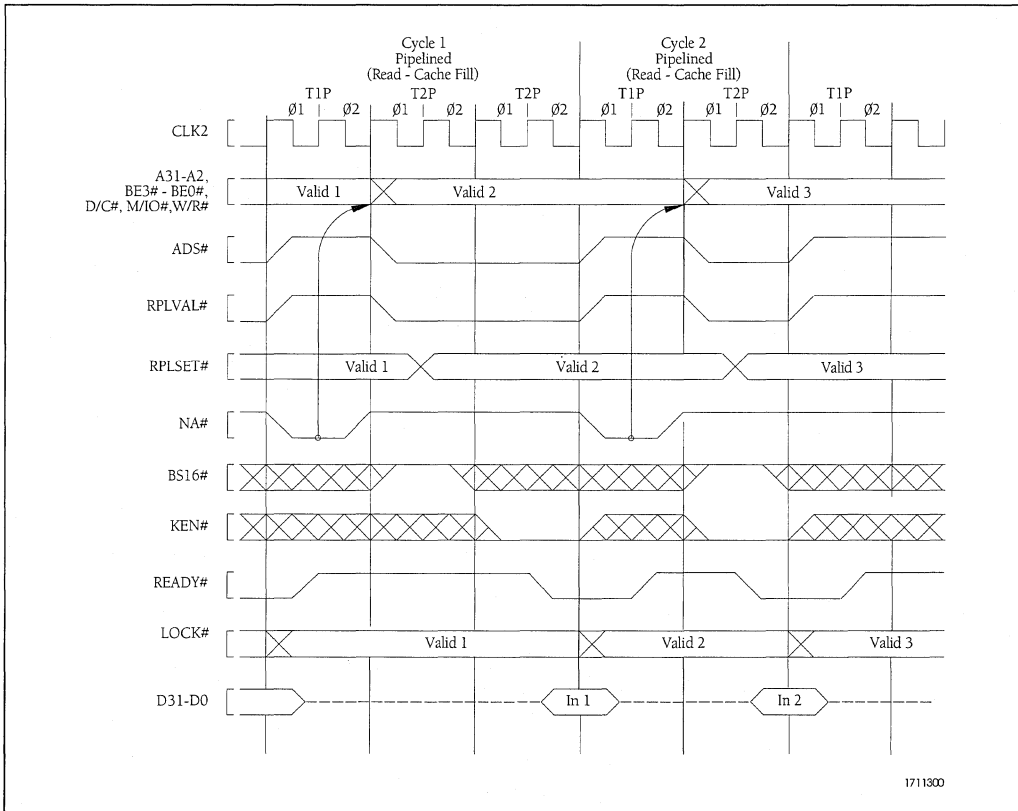 Cycle 1 Cycle 2
Pipelined Pipelined
(Read - Cache Fill) (Read - Cache Fill)
T1P T2P T2P T1P T2P T1P
Ø1 Ø2 Ø1 Ø2 Ø1 Ø2 Ø1 Ø2 Ø1 Ø2 Ø1 Ø2
CLK2
A31-A2,
BE3# - BE0#,
D/C#, M/IO#,W/R#
Valid 1 Valid 2 Valid 3
ADS#
RPLVAL#
RPLSET# Valid 1 Valid 2 Valid 3
NA#
BS16#
KEN#
READY#
LOCK# Valid 1 Valid 2 Valid 3
D31-D0 In 1 In 2
1711300